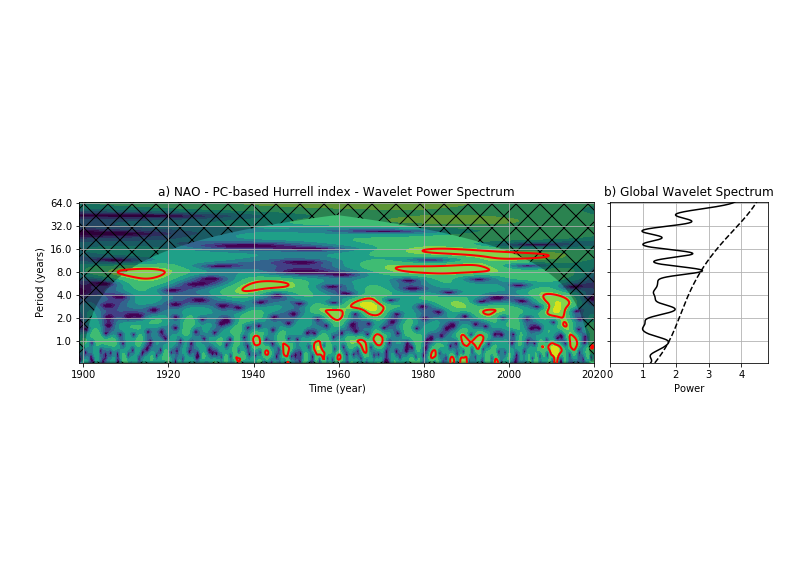 a) NAO - PC-based Hurrell index - Wavelet Power Spectrum
b) Global Wavelet Spectrum
Period (years)
64.0
32.0
16.0
8.0
4.0
2.0
1.0
1900 1920 1940 1960 1980 2000 2020
Time (year)
0 1 2 3 4
Power